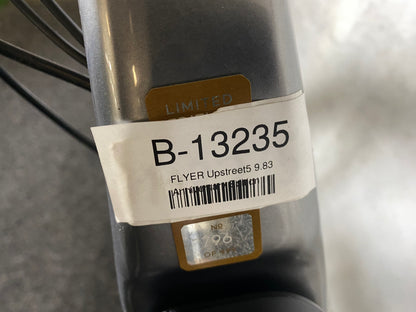 LIMITED
B-13235
FLYER Upstreet5 9.83
No
96
OF